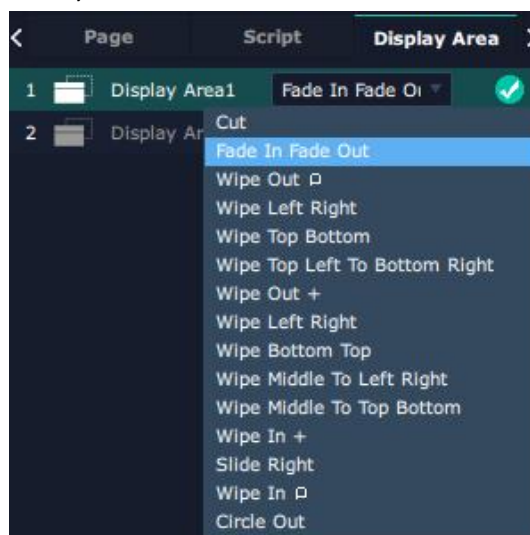 Page Script Display Area
1 Display Area1 Fade In Fade O
2 Display Ar
Cut
Fade In Fade Out
Wipe Out
Wipe Left Right
Wipe Top Bottom
Wipe Top Left To Bottom Right
Wipe Out +
Wipe Left Right
Wipe Bottom Top
Wipe Middle To Left Right
Wipe Middle To Top Bottom
Wipe In +
Slide Right
Wipe In
Circle Out